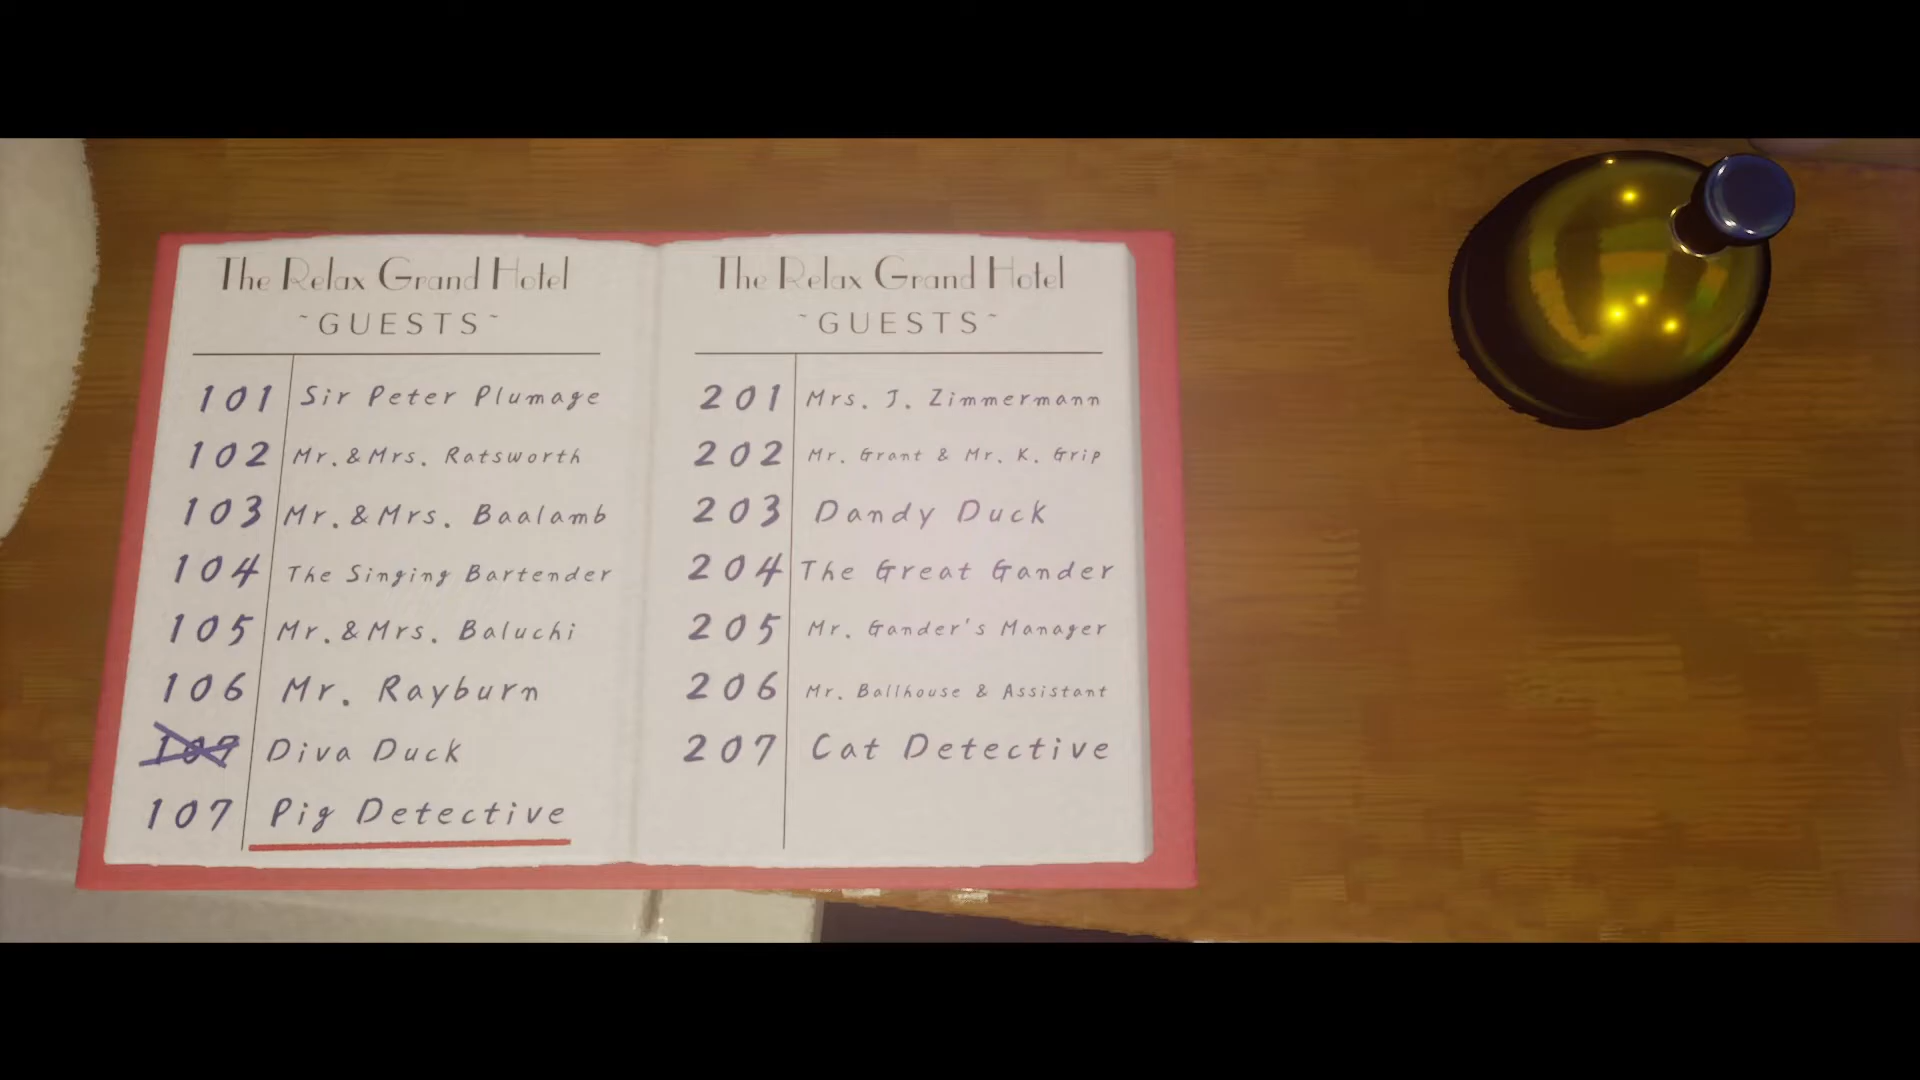 The Relax Grand Hotel
~GUESTS~
101 Sir Peter Plumage
102 Mr.&Mrs. Ratsworth
103 Mr.&Mrs. Baalamb
104 The Singing Bartender
105 Mr.&Mrs. Baluchi
106 Mr. Rayburn
107 Diva Duck
107 Pig Detective
The Relax Grand Hotel
~GUESTS~
201 Mrs. J. Zimmermann
202 Mr. Grant & Mr. K. Grip
203 Dandy Duck
204 The Great Gander
205 Mr. Gander's Manager
206 Mr. Ballhouse & Assistant
207 Cat Detective